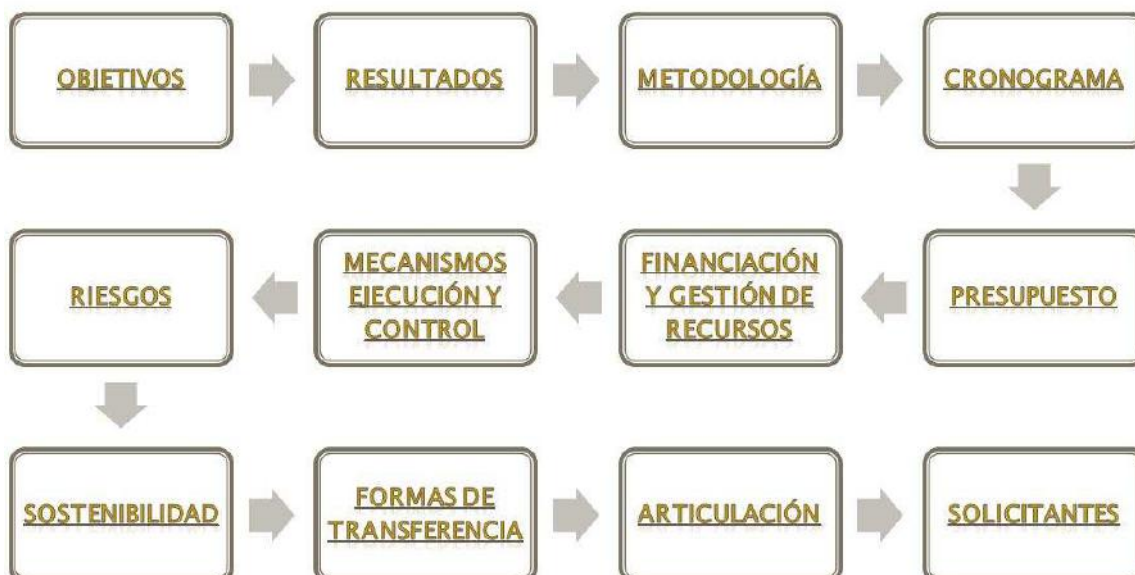 OBJETIVOS
RESULTADOS
METODOLOGÍA
CRONOGRAMA
PRESUPUESTO
FINANCIACIÓN
Y GESTIÓN DE
RECURSOS
MECANISMOS
EJECUCIÓN Y
CONTROL
RIESGOS
SOSTENIBILIDAD
FORMAS DE
TRANSFERENCIA
ARTICULACIÓN
SOLICITANTES